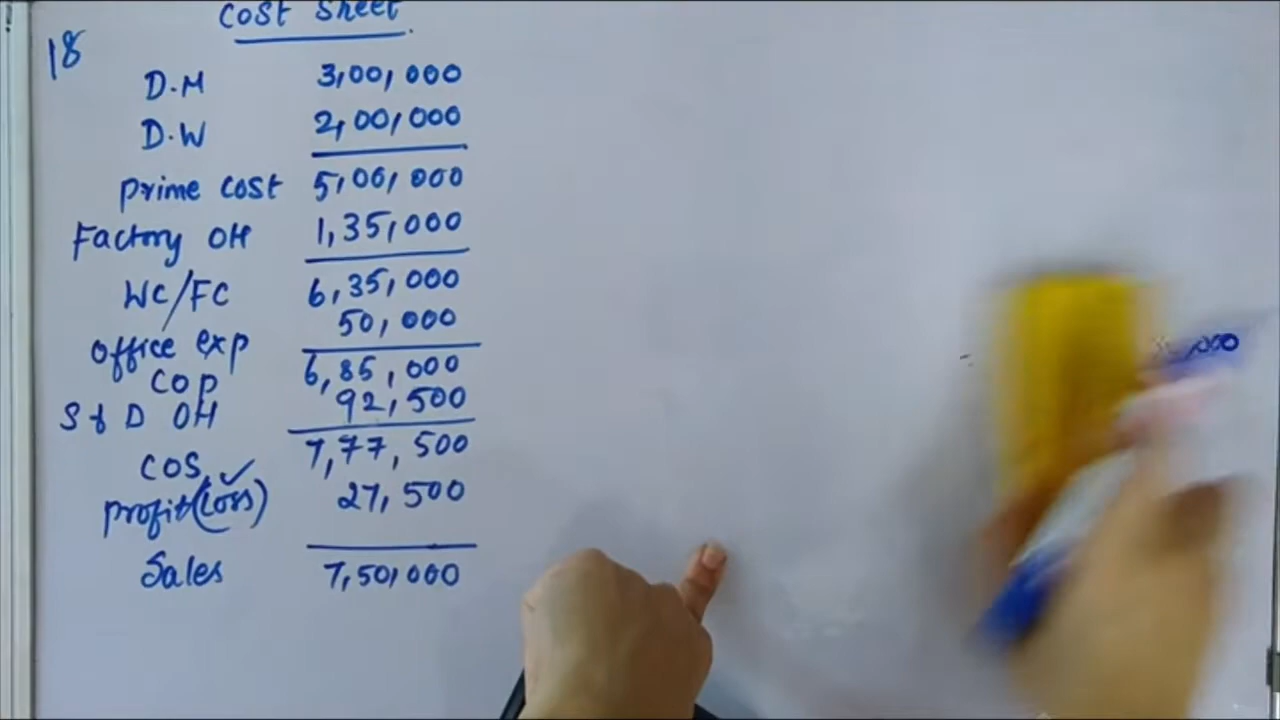 Cost Sheet.
18
D.M 3,00,000
D.W 2,00,000
Prime cost 5,00,000
Factory OH 1,35,000
WC/FC 6,35,000
office exp 50,000
COP 6,85,000
S & D OH 92,500
COS 7,77,500
Profit (Loss) ✓ 27,500
Sales 7,50,000